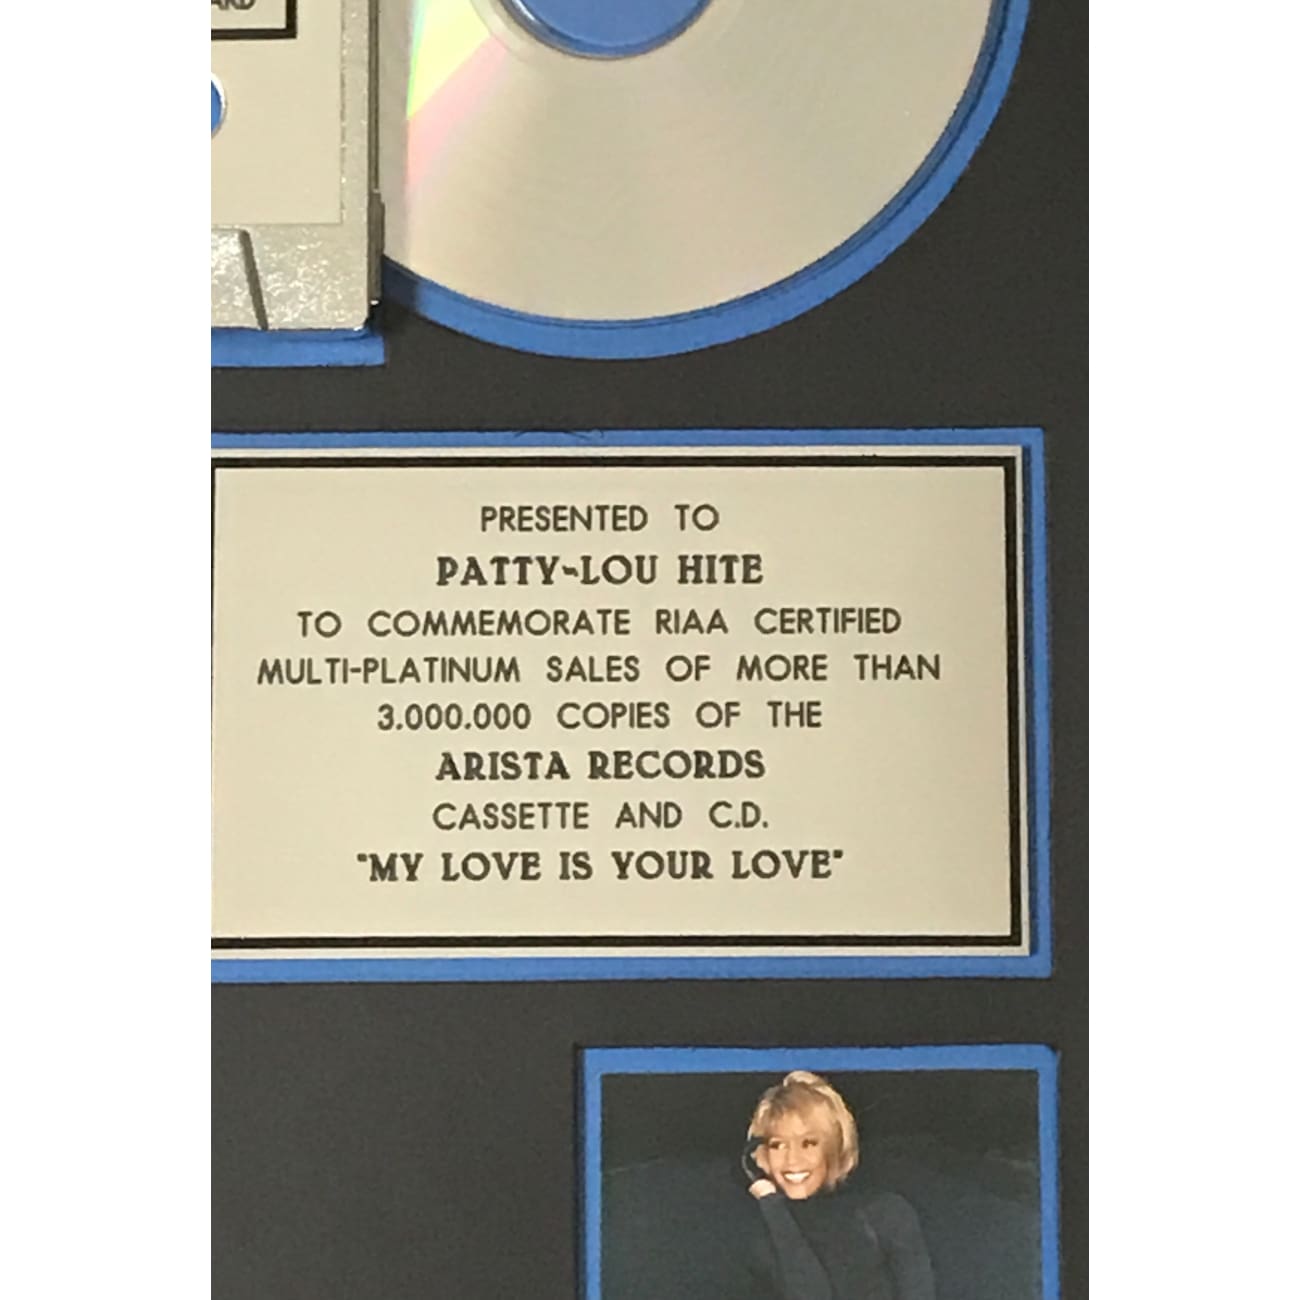 PRESENTED TO
PATTY-LOU HITE
TO COMMEMORATE RIAA CERTIFIED
MULTI-PLATINUM SALES OF MORE THAN
3.000.000 COPIES OF THE
ARISTA RECORDS
CASSETTE AND C.D.
"MY LOVE IS YOUR LOVE"